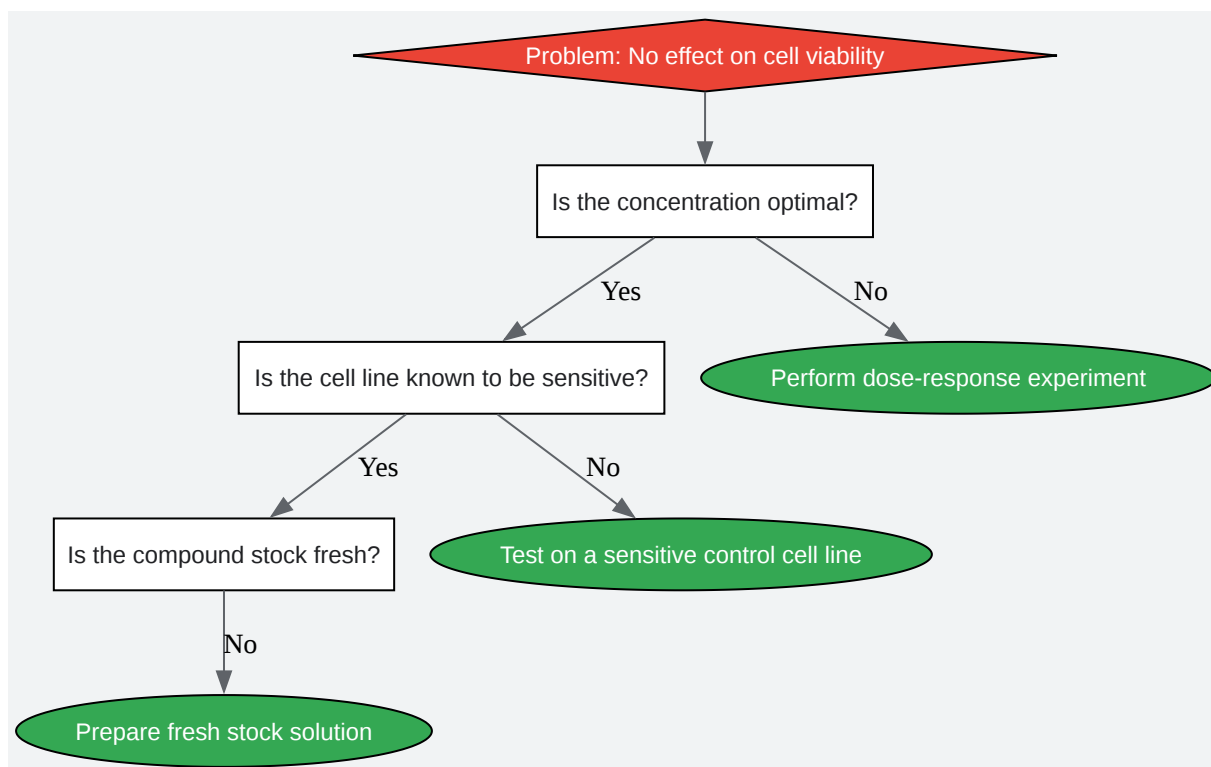 Problem: No effect on cell viability
Is the concentration optimal?
Yes
No
Is the cell line known to be sensitive?
Perform dose-response experiment
Yes
No
Is the compound stock fresh?
Test on a sensitive control cell line
No
Prepare fresh stock solution